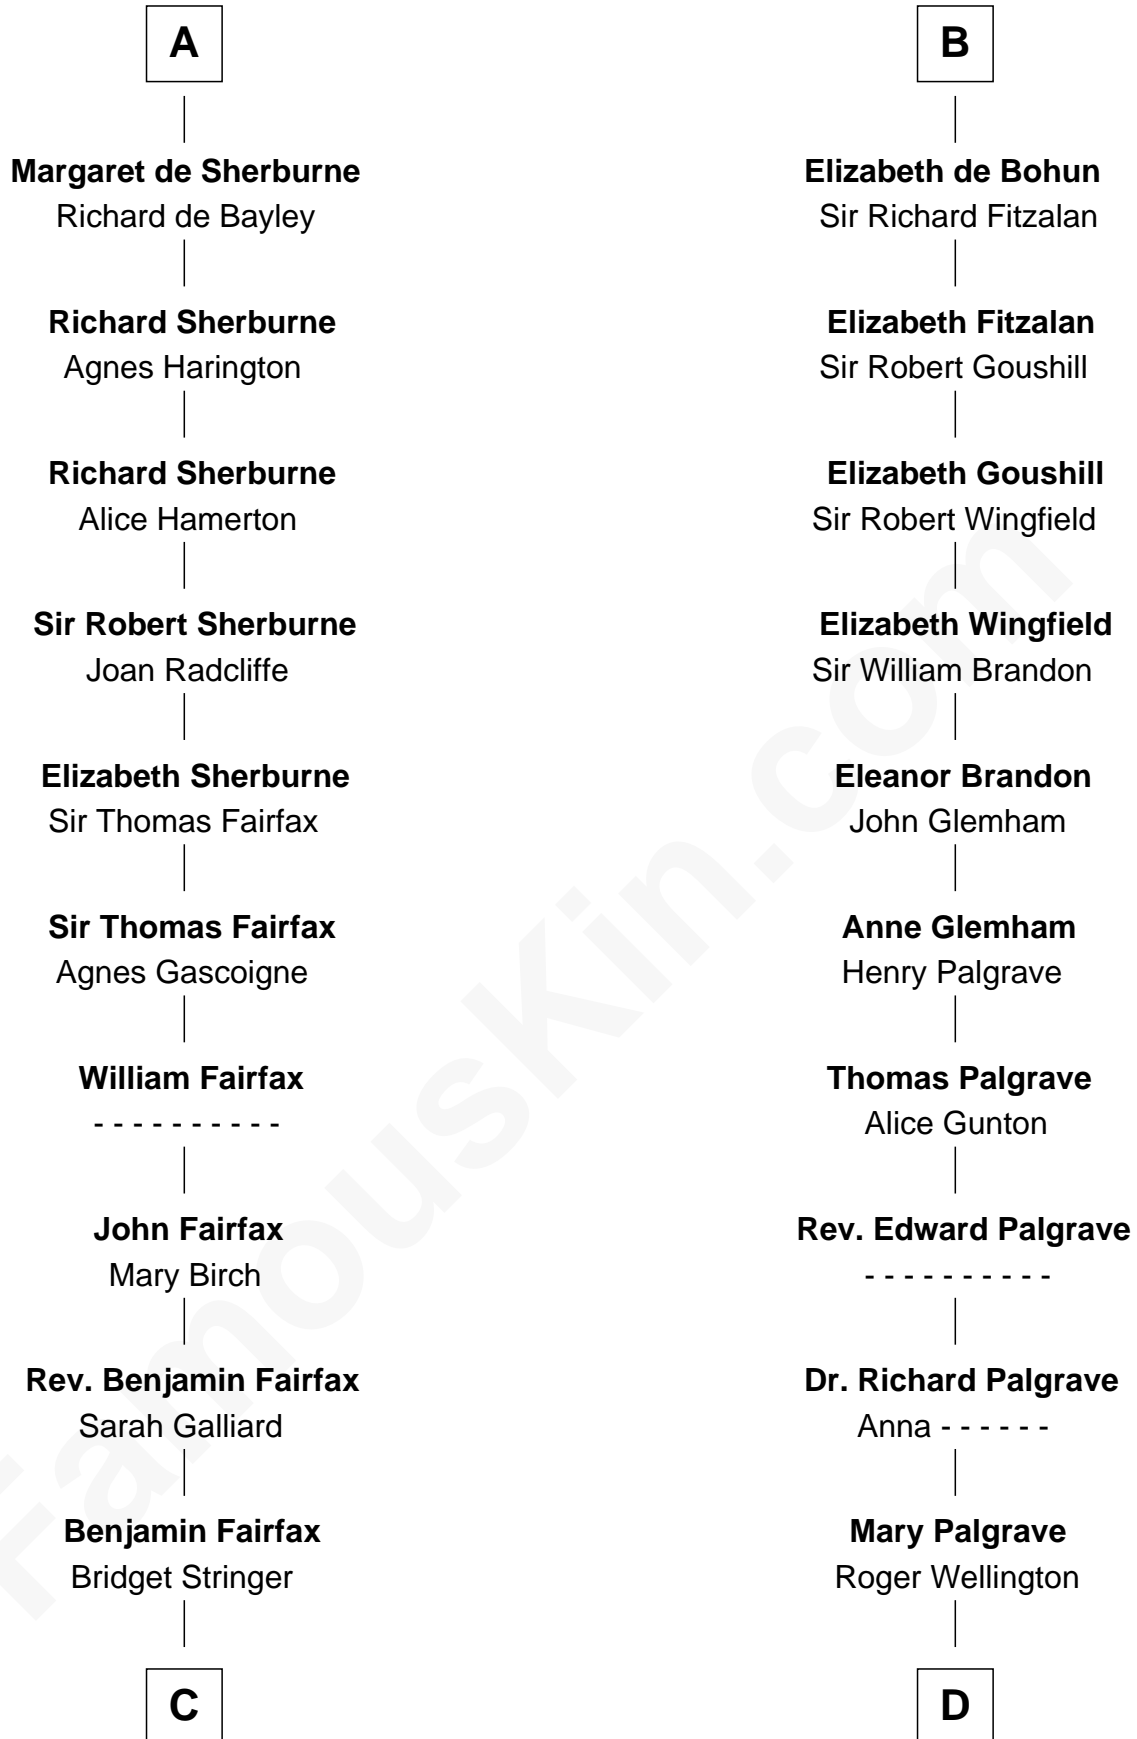 A
Margaret de Sherburne
Richard de Bayley
Richard Sherburne
Agnes Harington
Richard Sherburne
Alice Hamerton
Sir Robert Sherburne
Joan Radcliffe
Elizabeth Sherburne
Sir Thomas Fairfax
Sir Thomas Fairfax
Agnes Gascoigne
William Fairfax
- - - - - - - - - -
John Fairfax
Mary Birch
Rev. Benjamin Fairfax
Sarah Galliard
Benjamin Fairfax
Bridget Stringer
C
B
Elizabeth de Bohun
Sir Richard Fitzalan
Elizabeth Fitzalan
Sir Robert Goushill
Elizabeth Goushill
Sir Robert Wingfield
Elizabeth Wingfield
Sir William Brandon
Eleanor Brandon
John Glemham
Anne Glemham
Henry Palgrave
Thomas Palgrave
Alice Gunton
Rev. Edward Palgrave
- - - - - - - - - -
Dr. Richard Palgrave
Anna - - - - - -
Mary Palgrave
Roger Wellington
D
FamousKin.com